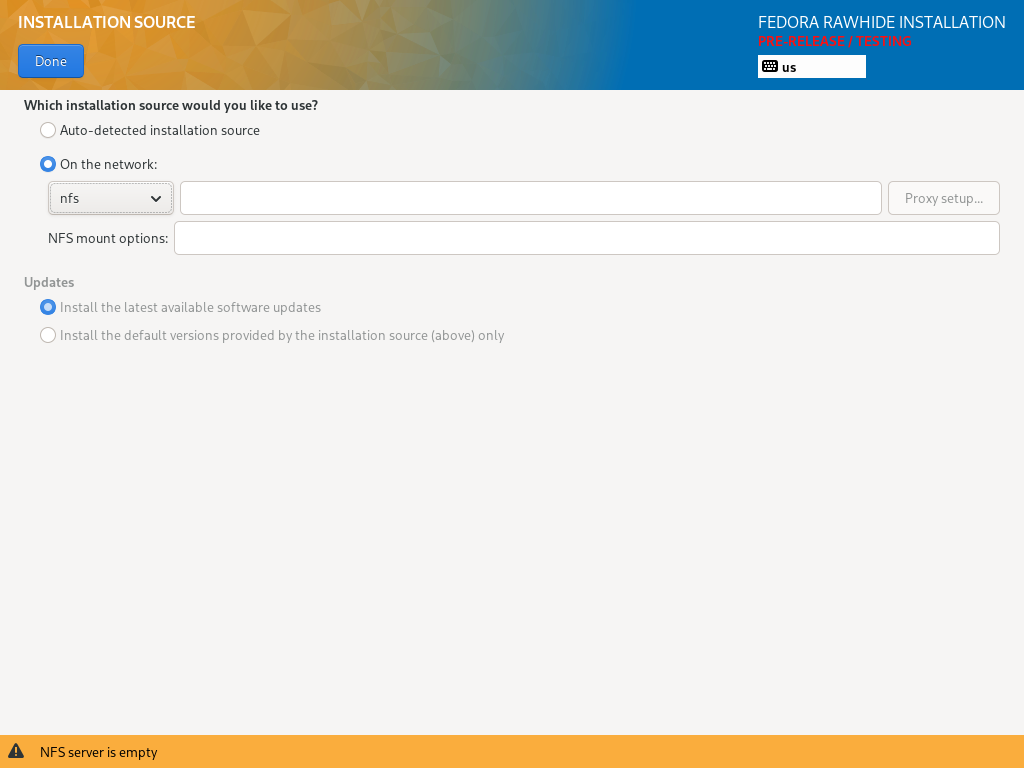 INSTALLATION SOURCE
FEDORA RAWHIDE INSTALLATION
PRE-RELEASE / TESTING
Done
us
Which installation source would you like to use?
Auto-detected installation source
On the network:
nfs
Proxy setup...
NFS mount options:
Updates
Install the latest available software updates
Install the default versions provided by the installation source (above) only
NFS server is empty